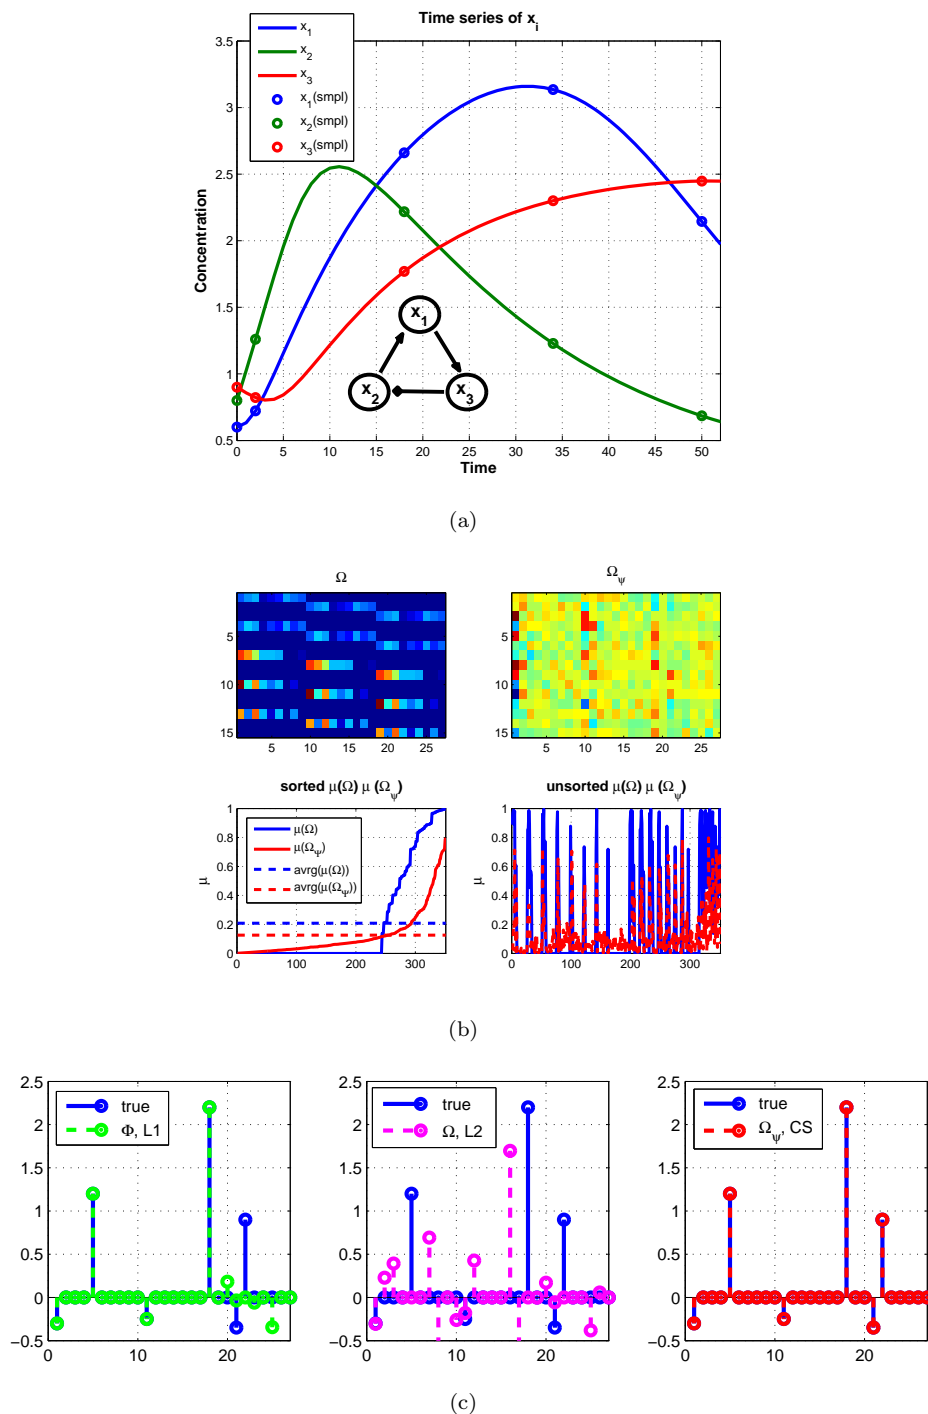 Time series of x_i
x_1
x_2
x_3
x_1(smpl)
x_2(smpl)
x_3(smpl)
Concentration
3.5
3
2.5
2
1.5
1
0.5
x_1
x_2
x_3
0 5 10 15 20 25 30 35 40 45 50
Time
(a)
Ω
5
10
15
5 10 15 20 25
Ω_ψ
5
10
15
5 10 15 20 25
sorted μ(Ω) μ (Ω_ψ)
μ
1
0.8
0.6
0.4
0.2
0
μ(Ω)
μ(Ω_ψ)
avrg(μ(Ω))
avrg(μ(Ω_ψ))
0 100 200 300
unsorted μ(Ω) μ (Ω_ψ)
μ
1
0.8
0.6
0.4
0.2
0
0 100 200 300
(b)
2.5
2
1.5
1
0.5
0
−0.5
true
Φ, L1
0 10 20
2.5
2
1.5
1
0.5
0
−0.5
true
Ω, L2
0 10 20
2.5
2
1.5
1
0.5
0
−0.5
true
Ω_ψ, CS
0 10 20
(c)